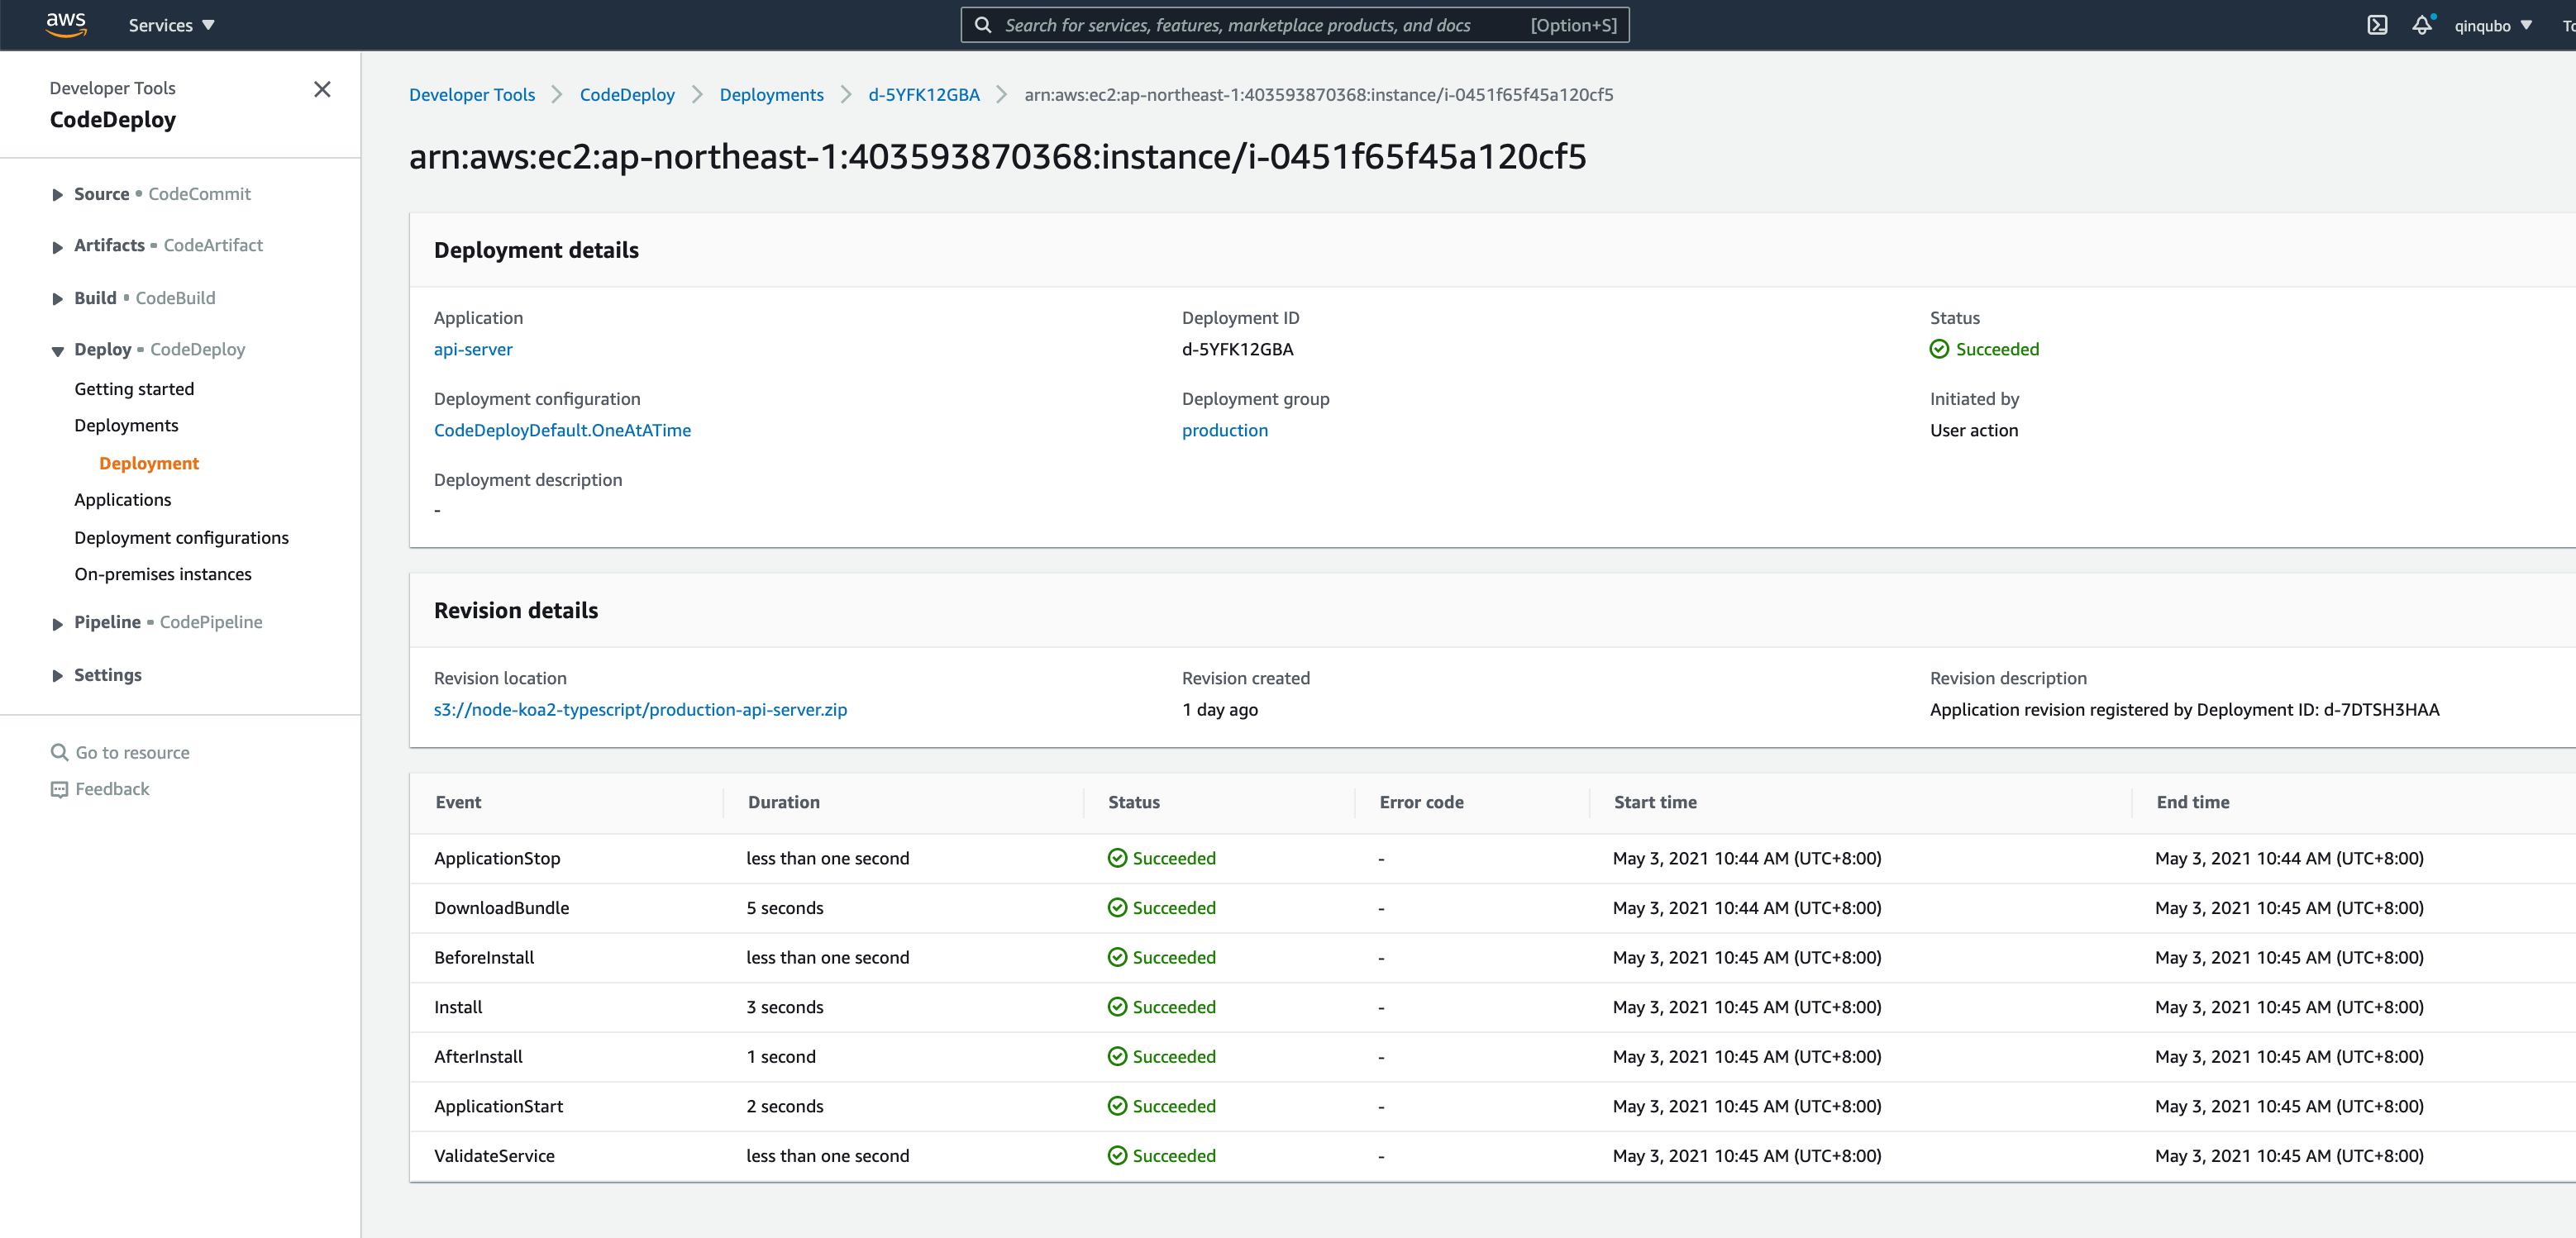 aws Services Search for services, features, marketplace products, and docs [Option+S] qinqubo
Developer Tools
CodeDeploy
Source • CodeCommit
Artifacts • CodeArtifact
Build • CodeBuild
Deploy • CodeDeploy
Getting started
Deployments
Deployment
Applications
Deployment configurations
On-premises instances
Pipeline • CodePipeline
Settings
Go to resource
Feedback
Developer Tools > CodeDeploy > Deployments > d-5YFK12GBA > arn:aws:ec2:ap-northeast-1:403593870368:instance/i-0451f65f45a120cf5
arn:aws:ec2:ap-northeast-1:403593870368:instance/i-0451f65f45a120cf5
Deployment details
Application Deployment ID Status
api-server d-5YFK12GBA Succeeded
Deployment configuration Deployment group Initiated by
CodeDeployDefault.OneAtATime production User action
Deployment description
-
Revision details
Revision location Revision created Revision description
s3://node-koa2-typescript/production-api-server.zip 1 day ago Application revision registered by Deployment ID: d-7DTSH3HAA
Event Duration Status Error code Start time End time
ApplicationStop less than one second Succeeded - May 3, 2021 10:44 AM (UTC+8:00) May 3, 2021 10:44 AM (UTC+8:00)
DownloadBundle 5 seconds Succeeded - May 3, 2021 10:44 AM (UTC+8:00) May 3, 2021 10:45 AM (UTC+8:00)
BeforeInstall less than one second Succeeded - May 3, 2021 10:45 AM (UTC+8:00) May 3, 2021 10:45 AM (UTC+8:00)
Install 3 seconds Succeeded - May 3, 2021 10:45 AM (UTC+8:00) May 3, 2021 10:45 AM (UTC+8:00)
AfterInstall 1 second Succeeded - May 3, 2021 10:45 AM (UTC+8:00) May 3, 2021 10:45 AM (UTC+8:00)
ApplicationStart 2 seconds Succeeded - May 3, 2021 10:45 AM (UTC+8:00) May 3, 2021 10:45 AM (UTC+8:00)
ValidateService less than one second Succeeded - May 3, 2021 10:45 AM (UTC+8:00) May 3, 2021 10:45 AM (UTC+8:00)